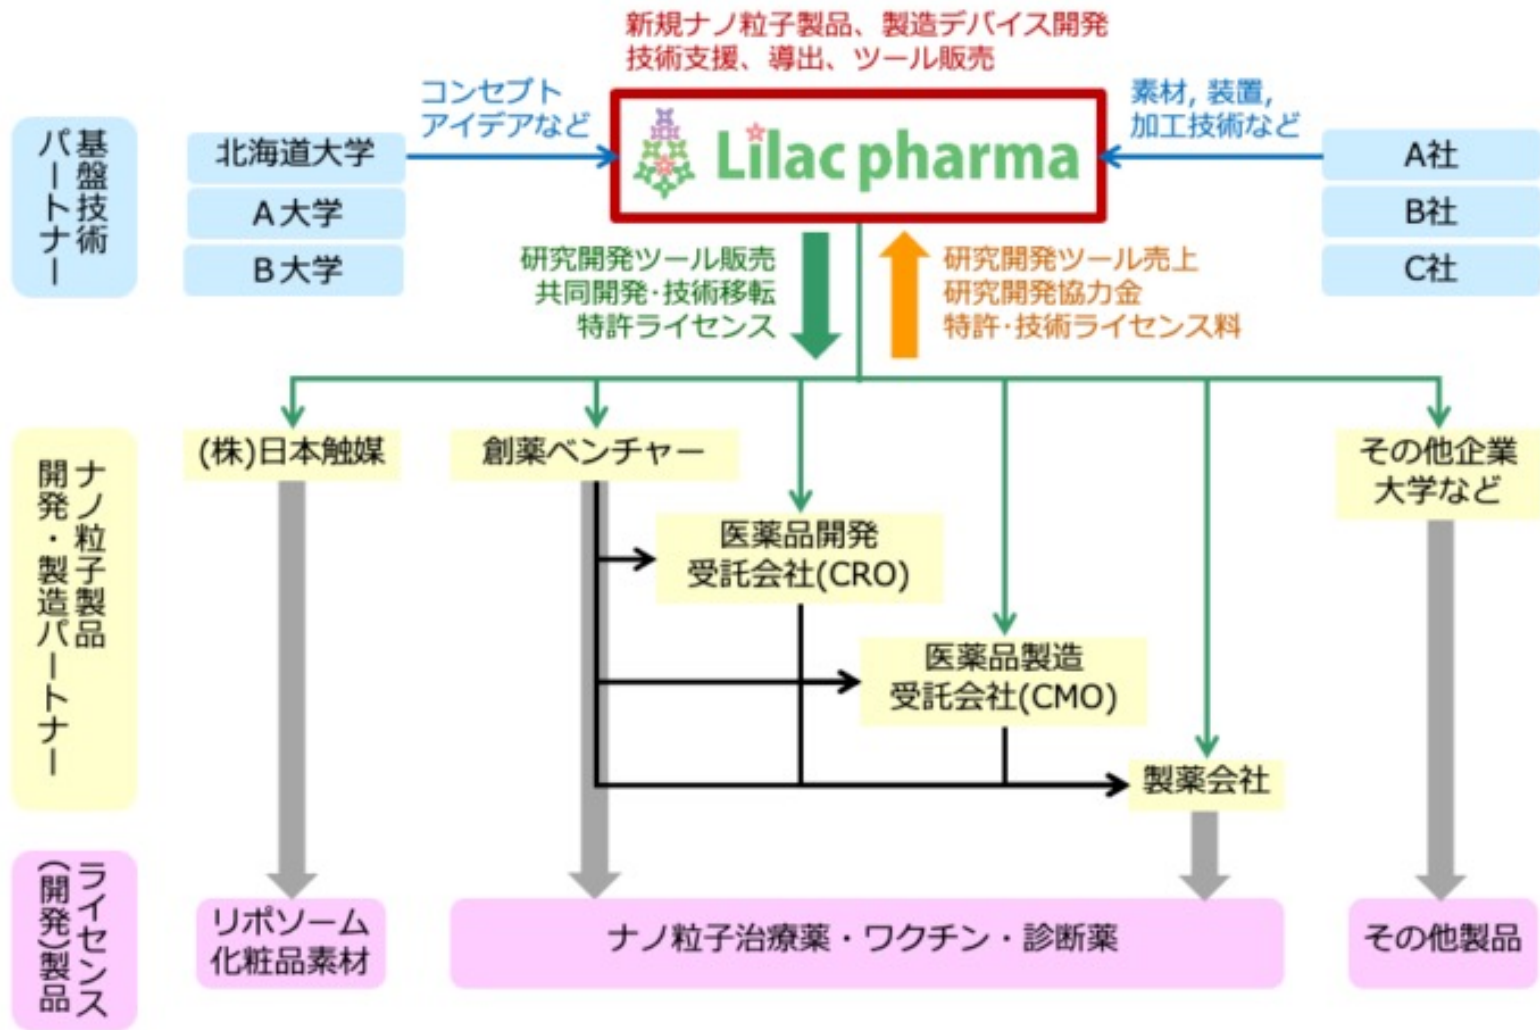 新規ナノ粒子製品、製造デバイス開発
技術支援、導出、ツール販売
コンセプト
アイデアなど
Lilac pharma
素材, 装置,
加工技術など
基盤技術
パートナー
北海道大学
A大学
B大学
A社
B社
C社
研究開発ツール販売
共同開発・技術移転
特許ライセンス
研究開発ツール売上
研究開発協力金
特許・技術ライセンス料
ナノ粒子製品
開発・製造パートナー
(株)日本触媒
創薬ベンチャー
その他企業
大学など
医薬品開発
受託会社(CRO)
医薬品製造
受託会社(CMO)
製薬会社
ライセンス
(開発)製品
リポソーム
化粧品素材
ナノ粒子治療薬・ワクチン・診断薬
その他製品